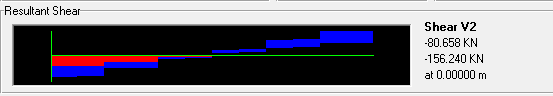 Resultant Shear
Shear V2
-80.658 KN
-156.240 KN
at 0.00000 m